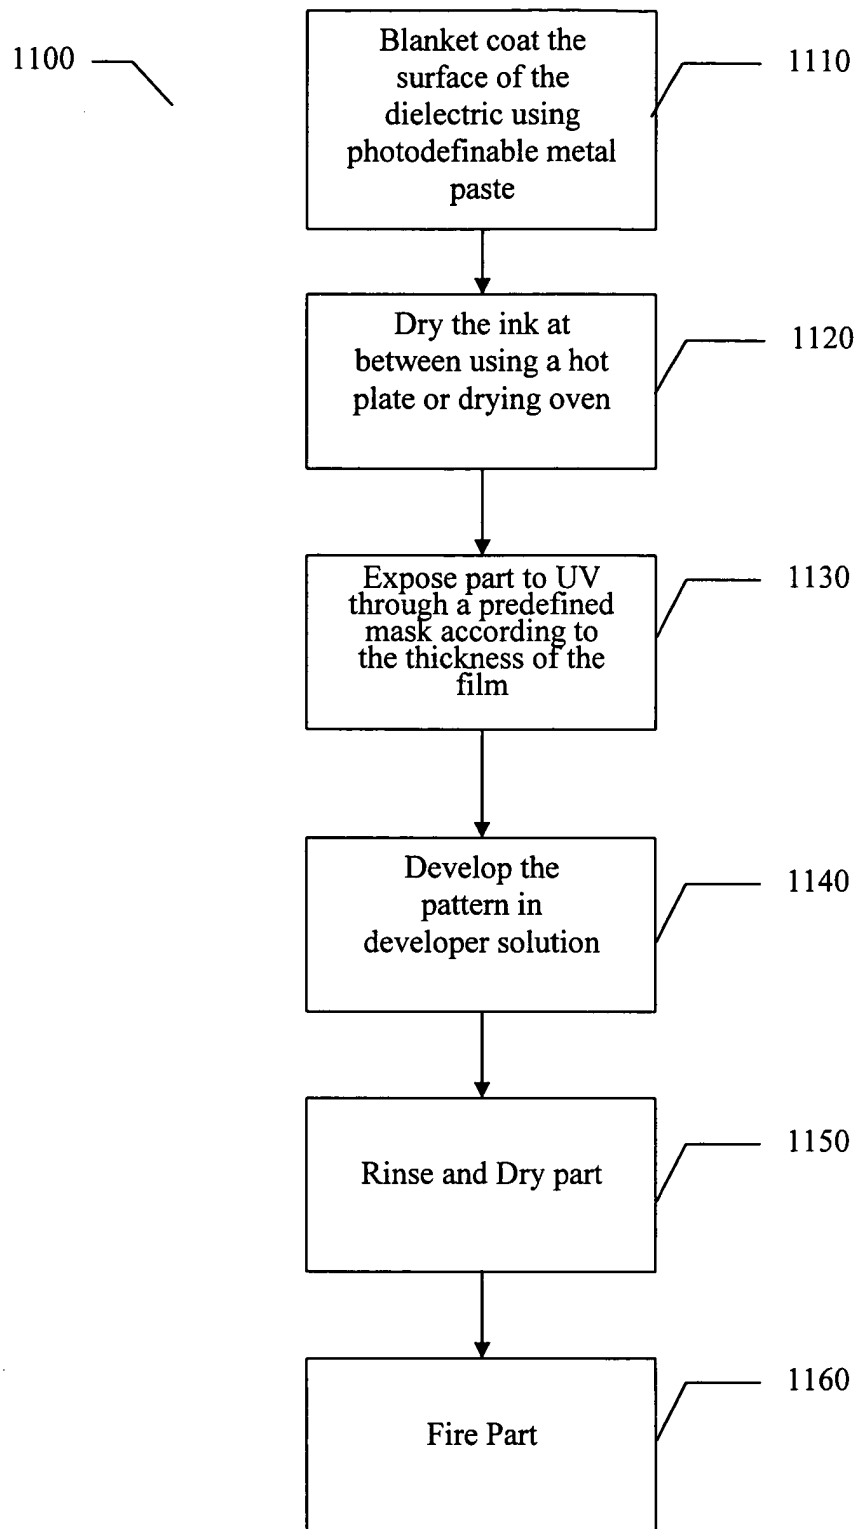 1100
Blanket coat the
surface of the
dielectric using
photodefinable metal
paste
1110
Dry the ink at
between using a hot
plate or drying oven
1120
Expose part to UV
through a predefined
mask according to
the thickness of the
film
1130
Develop the
pattern in
developer solution
1140
Rinse and Dry part
1150
Fire Part
1160